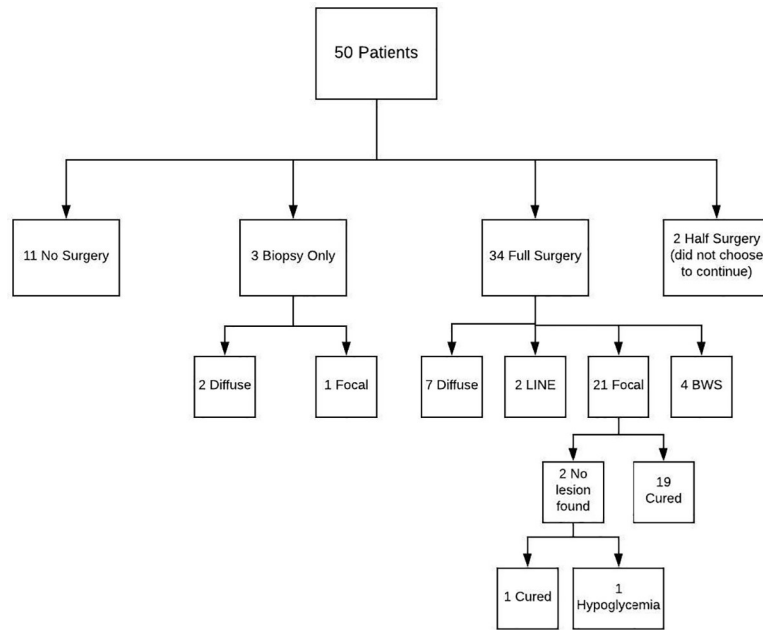 50 Patients
11 No Surgery
3 Biopsy Only
34 Full Surgery
2 Half Surgery
(did not choose
to continue)
2 Diffuse
1 Focal
7 Diffuse
2 LINE
21 Focal
4 BWS
2 No
lesion
found
19
Cured
1 Cured
1
Hypoglycemia